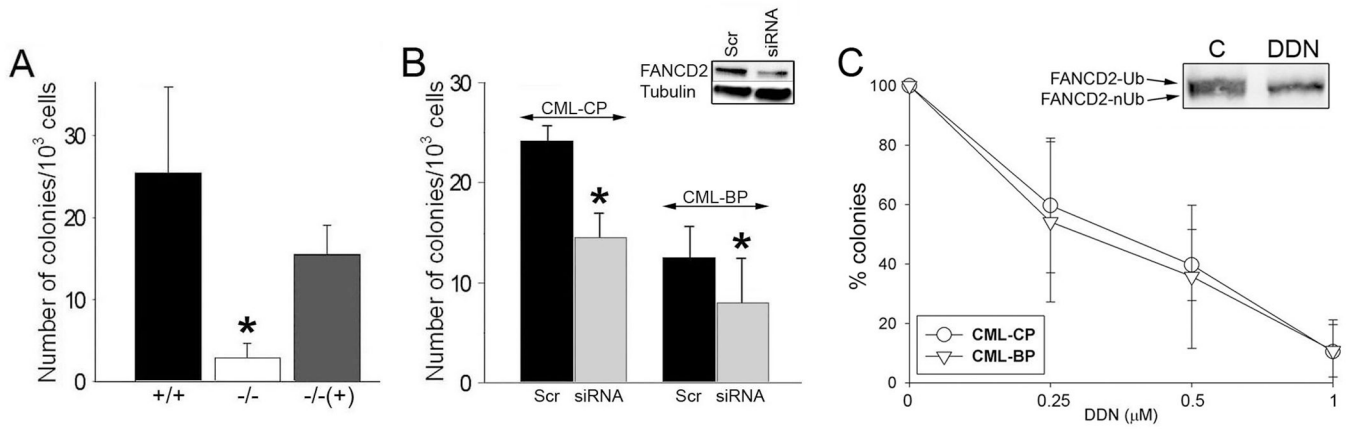 A
Number of colonies/10³ cells
30
20
10
0
+/+
-/-
-/-(+)
*
B
Number of colonies/10³ cells
30
20
10
0
Scr
siRNA
FANCD2
Tubulin
CML-CP
*
CML-BP
*
Scr siRNA
Scr siRNA
C
% colonies
100
80
60
40
20
0
C DDN
FANCD2-Ub
FANCD2-nUb
CML-CP
CML-BP
0 0.25 0.5 1
DDN (μM)